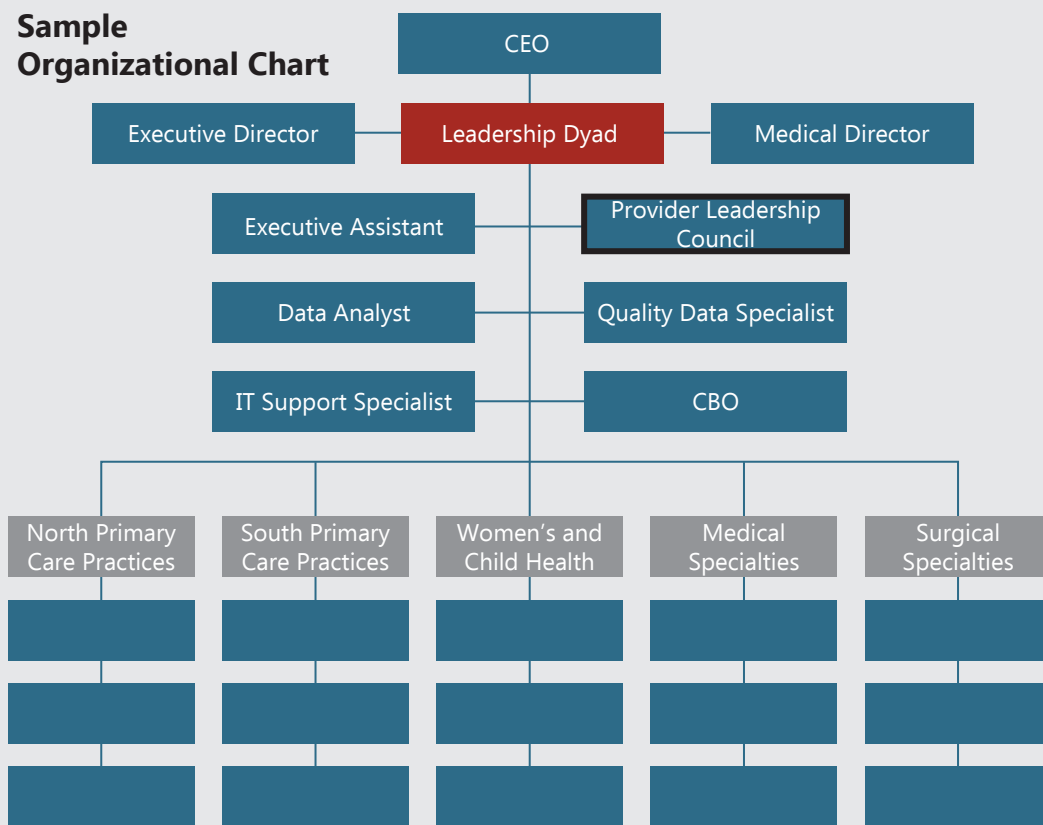 Sample
Organizational Chart
CEO
Executive Director
Leadership Dyad
Medical Director
Executive Assistant
Provider Leadership
Council
Data Analyst
Quality Data Specialist
IT Support Specialist
CBO
North Primary
Care Practices
South Primary
Care Practices
Women’s and
Child Health
Medical
Specialties
Surgical
Specialties